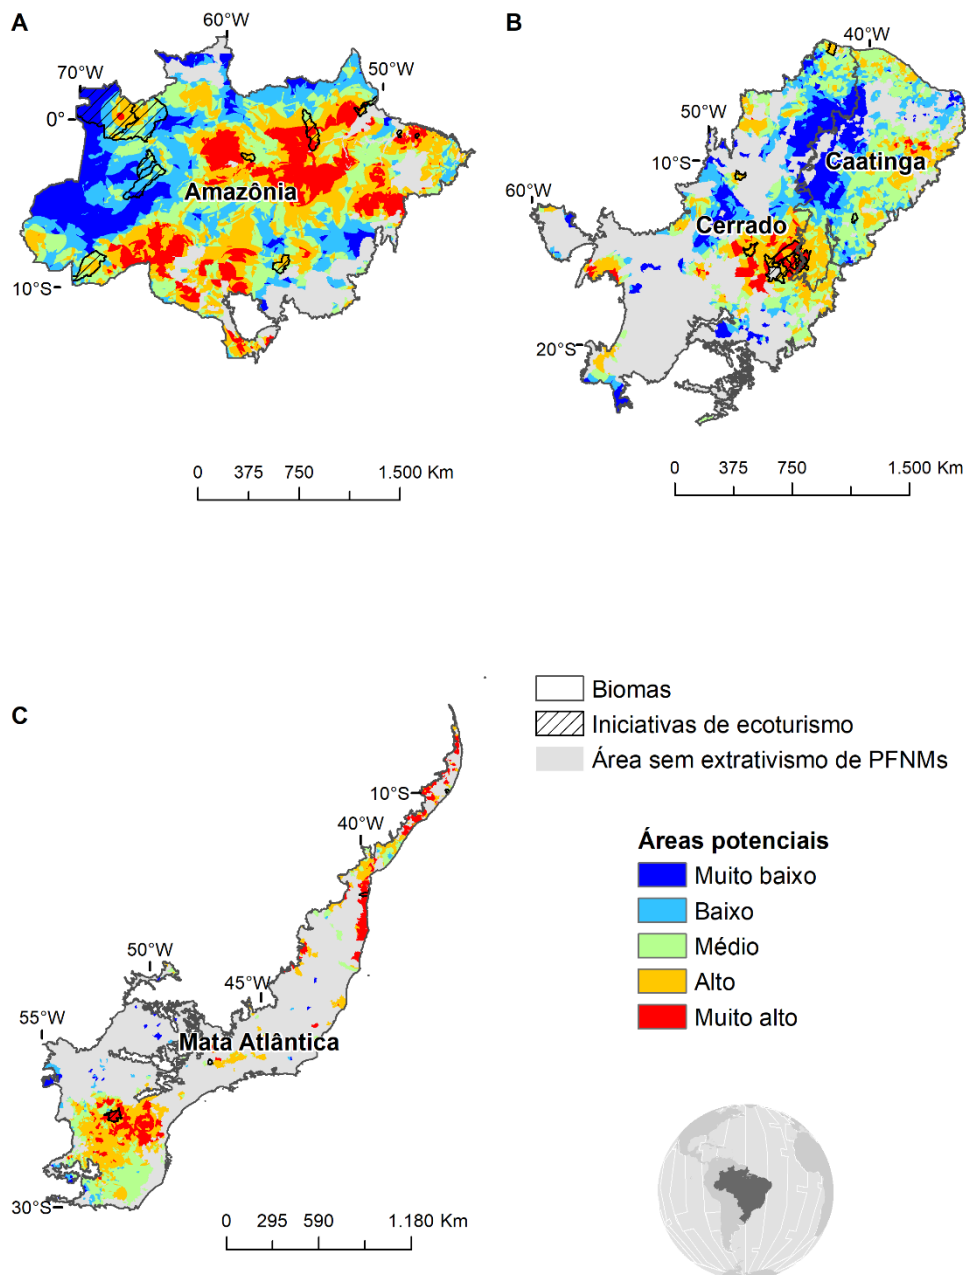 A
60°W
70°W
50°W
0°
Amazônia
10°S
0 375 750 1.500 Km
B
40°W
50°W
10°S
Caatinga
60°W
Cerrado
20°S
0 375 750 1.500 Km
C
10°S
40°W
50°W
45°W
55°W
Mata Atlântica
30°S
0 295 590 1.180 Km
Biomas
Iniciativas de ecoturismo
Área sem extrativismo de PFNMs
Áreas potenciais
Muito baixo
Baixo
Médio
Alto
Muito alto